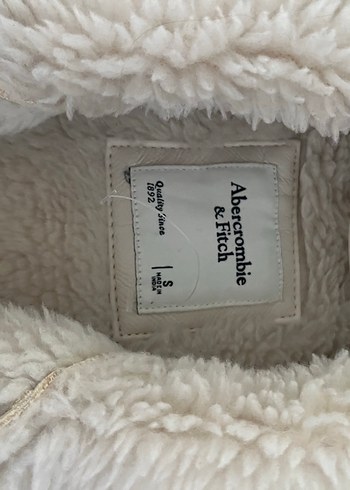 Abercrombie
& Fitch
Quality Since
1892
S
MADE IN
INDIA